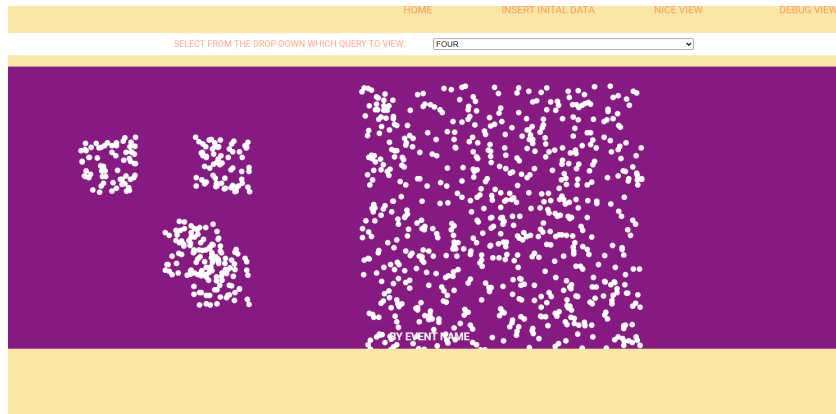 HOME INSERT INITAL DATA NICE VIEW DEBUG VIEW
SELECT FROM THE DROP-DOWN WHICH QUERY TO VIEW: FOUR
BY EVENT NAME